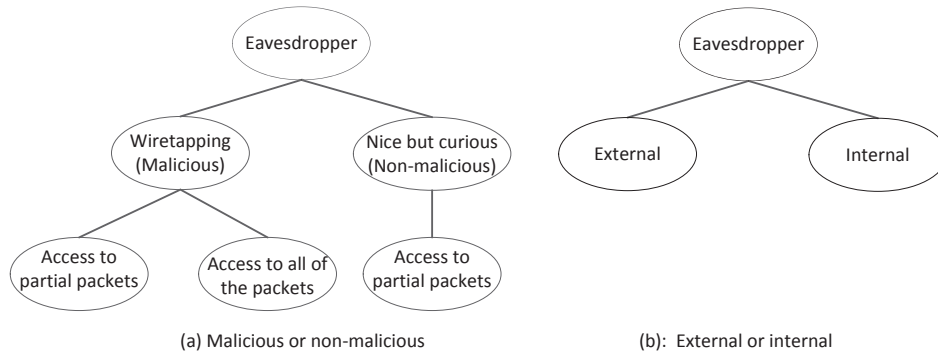 Eavesdropper
Wiretapping
(Malicious)
Nice but curious
(Non-malicious)
Access to
partial packets
Access to all of
the packets
Access to
partial packets
(a) Malicious or non-malicious
Eavesdropper
External
Internal
(b): External or internal